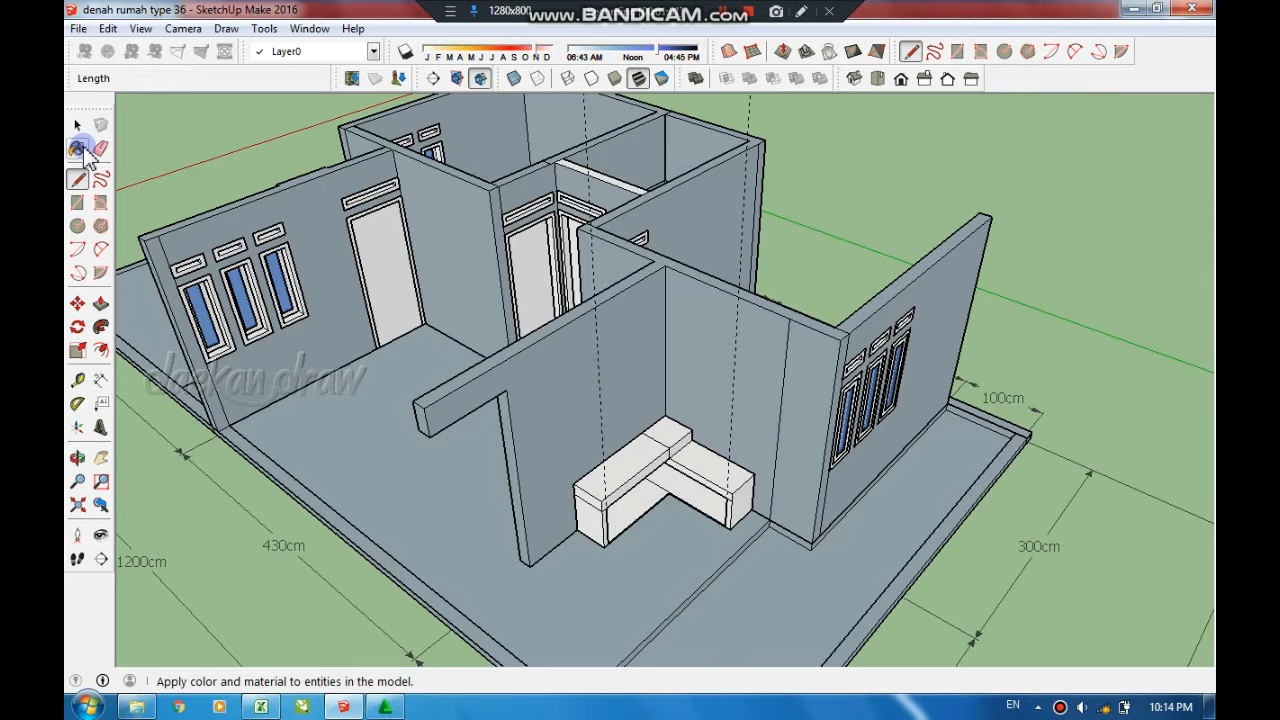 denah rumah type 36 - SketchUp Make 2016
1280x800
www.BANDICAM.com
File Edit View Camera Draw Tools Window Help
Layer0
J F M A M J J A S O N D
06:43 AM Noon 04:45 PM
Length
deekan draw
100cm
430cm
1200cm
300cm
Apply color and material to entities in the model.
EN
10:14 PM